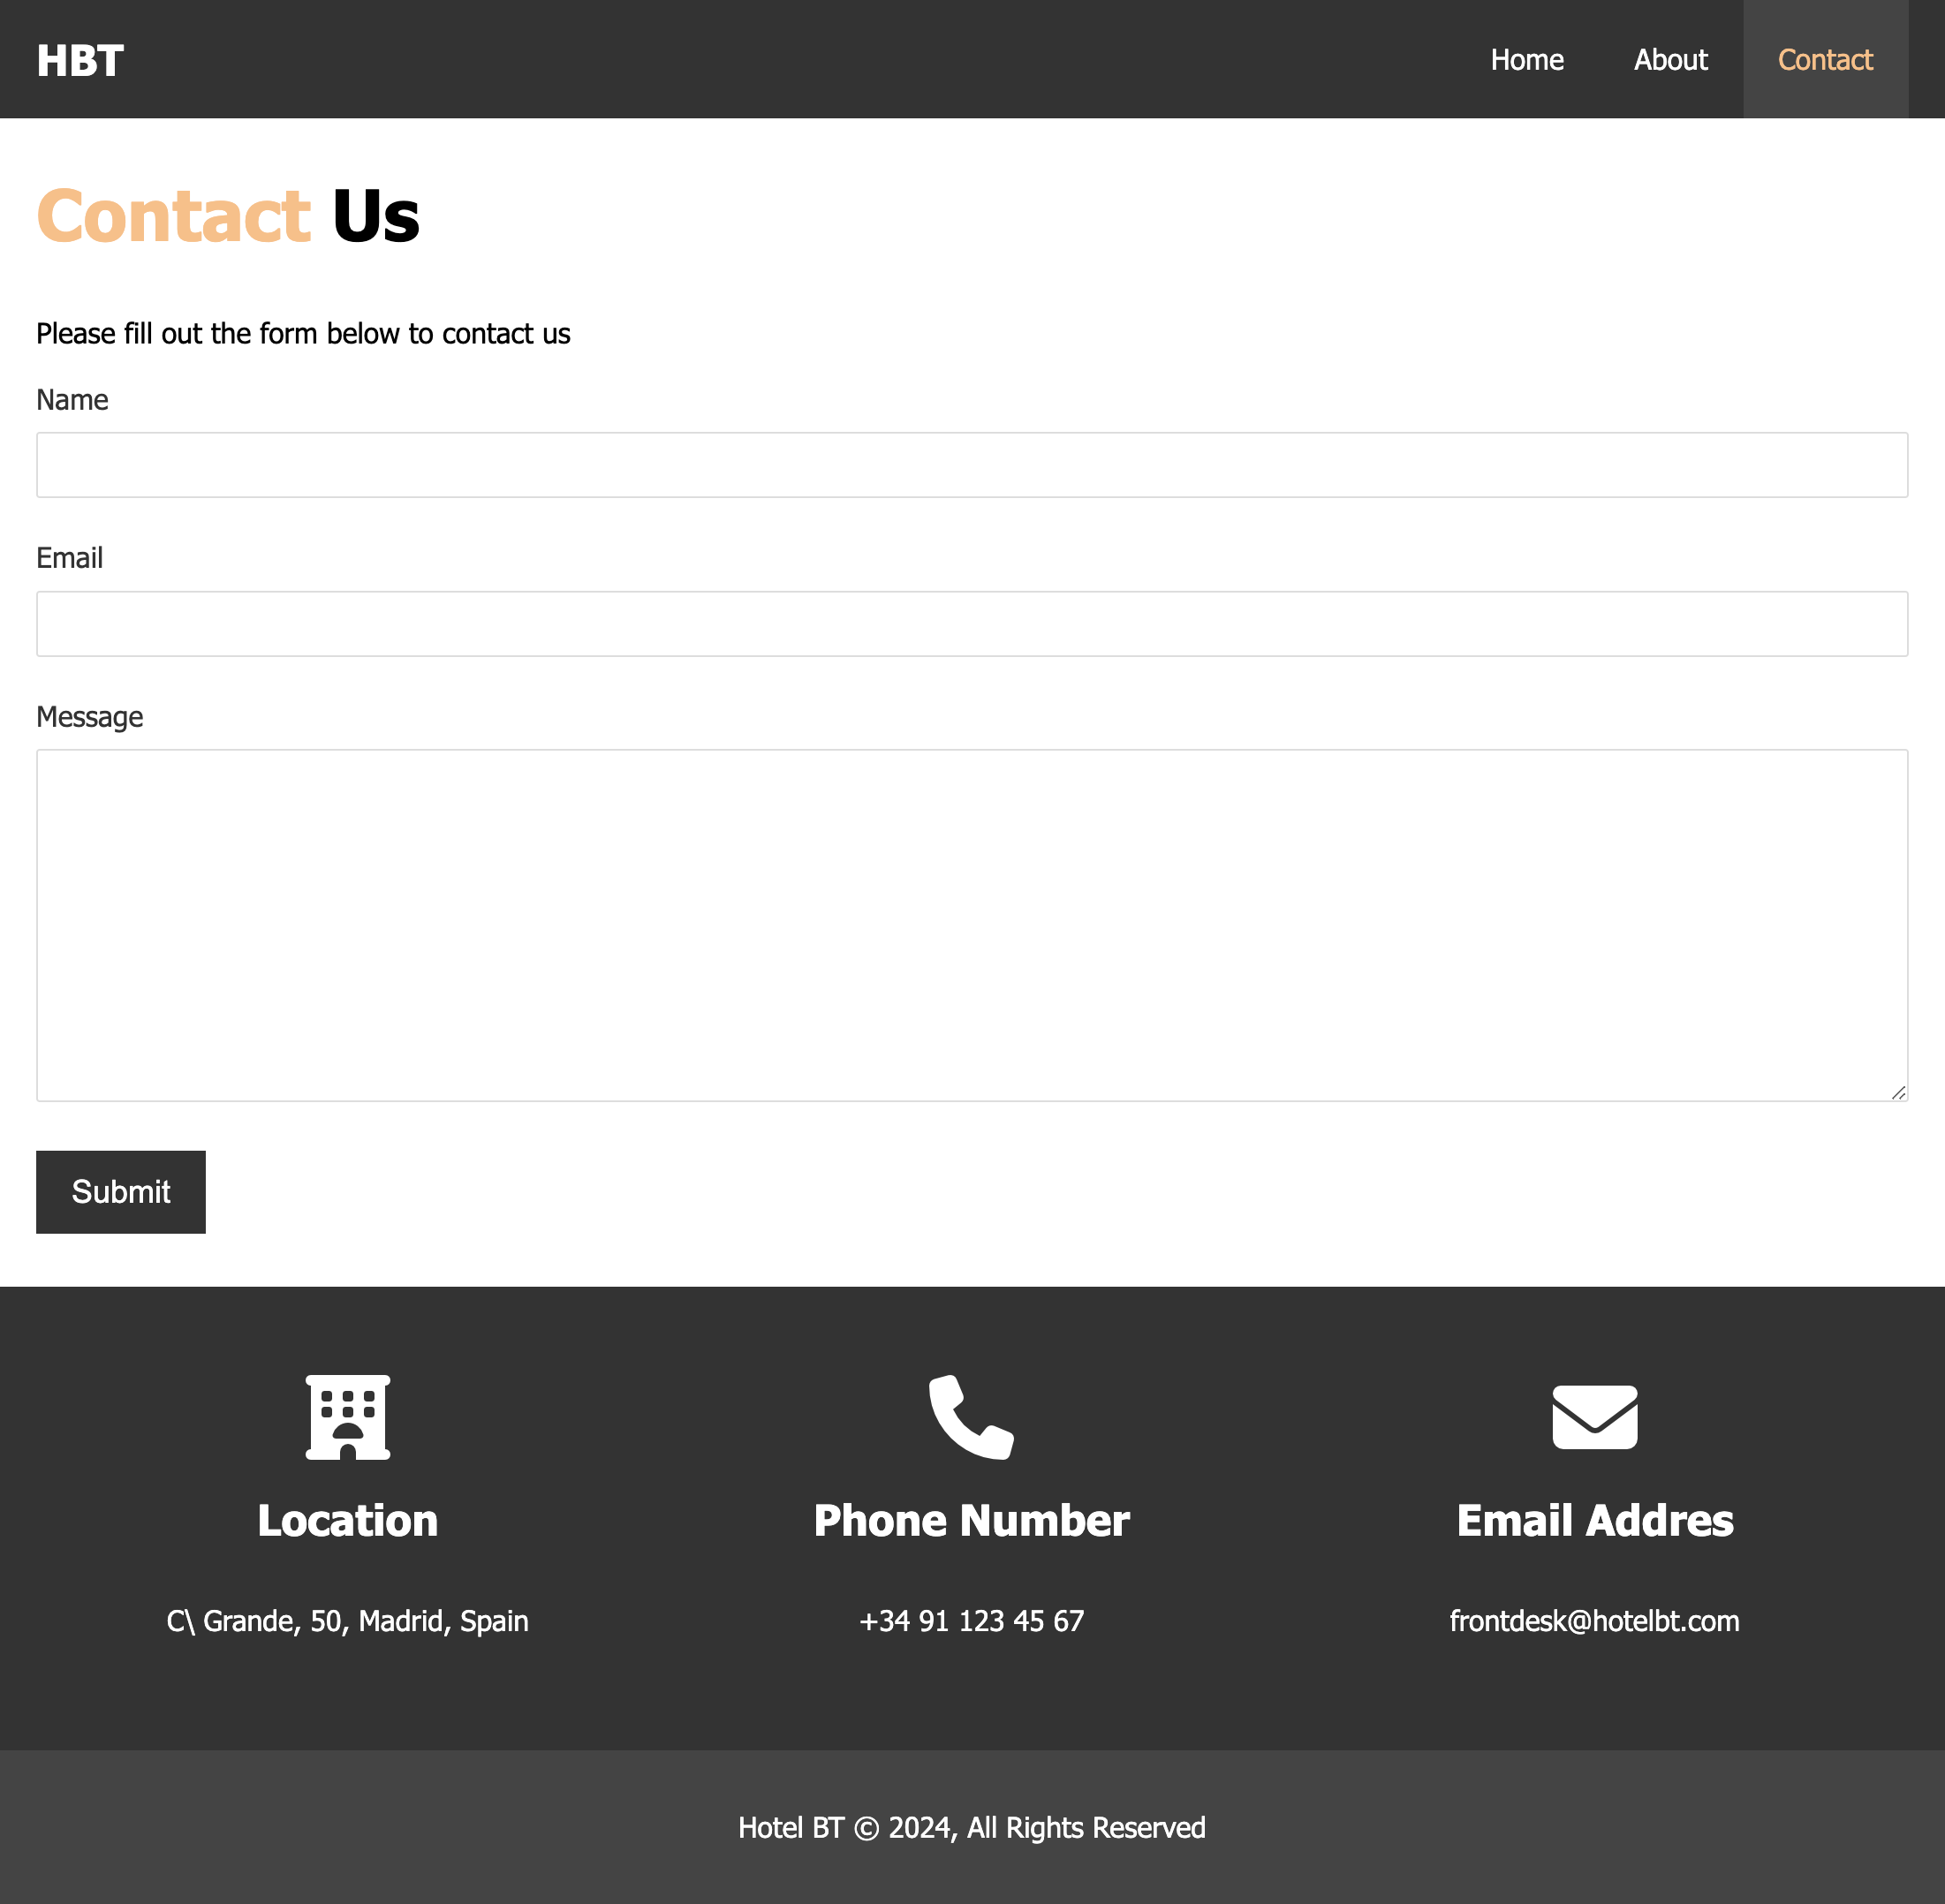 HBT
Home About Contact
Contact Us
Please fill out the form below to contact us
Name
Email
Message
Submit
Location
C\ Grande, 50, Madrid, Spain
Phone Number
+34 91 123 45 67
Email Addres
frontdesk@hotelbt.com
Hotel BT © 2024, All Rights Reserved